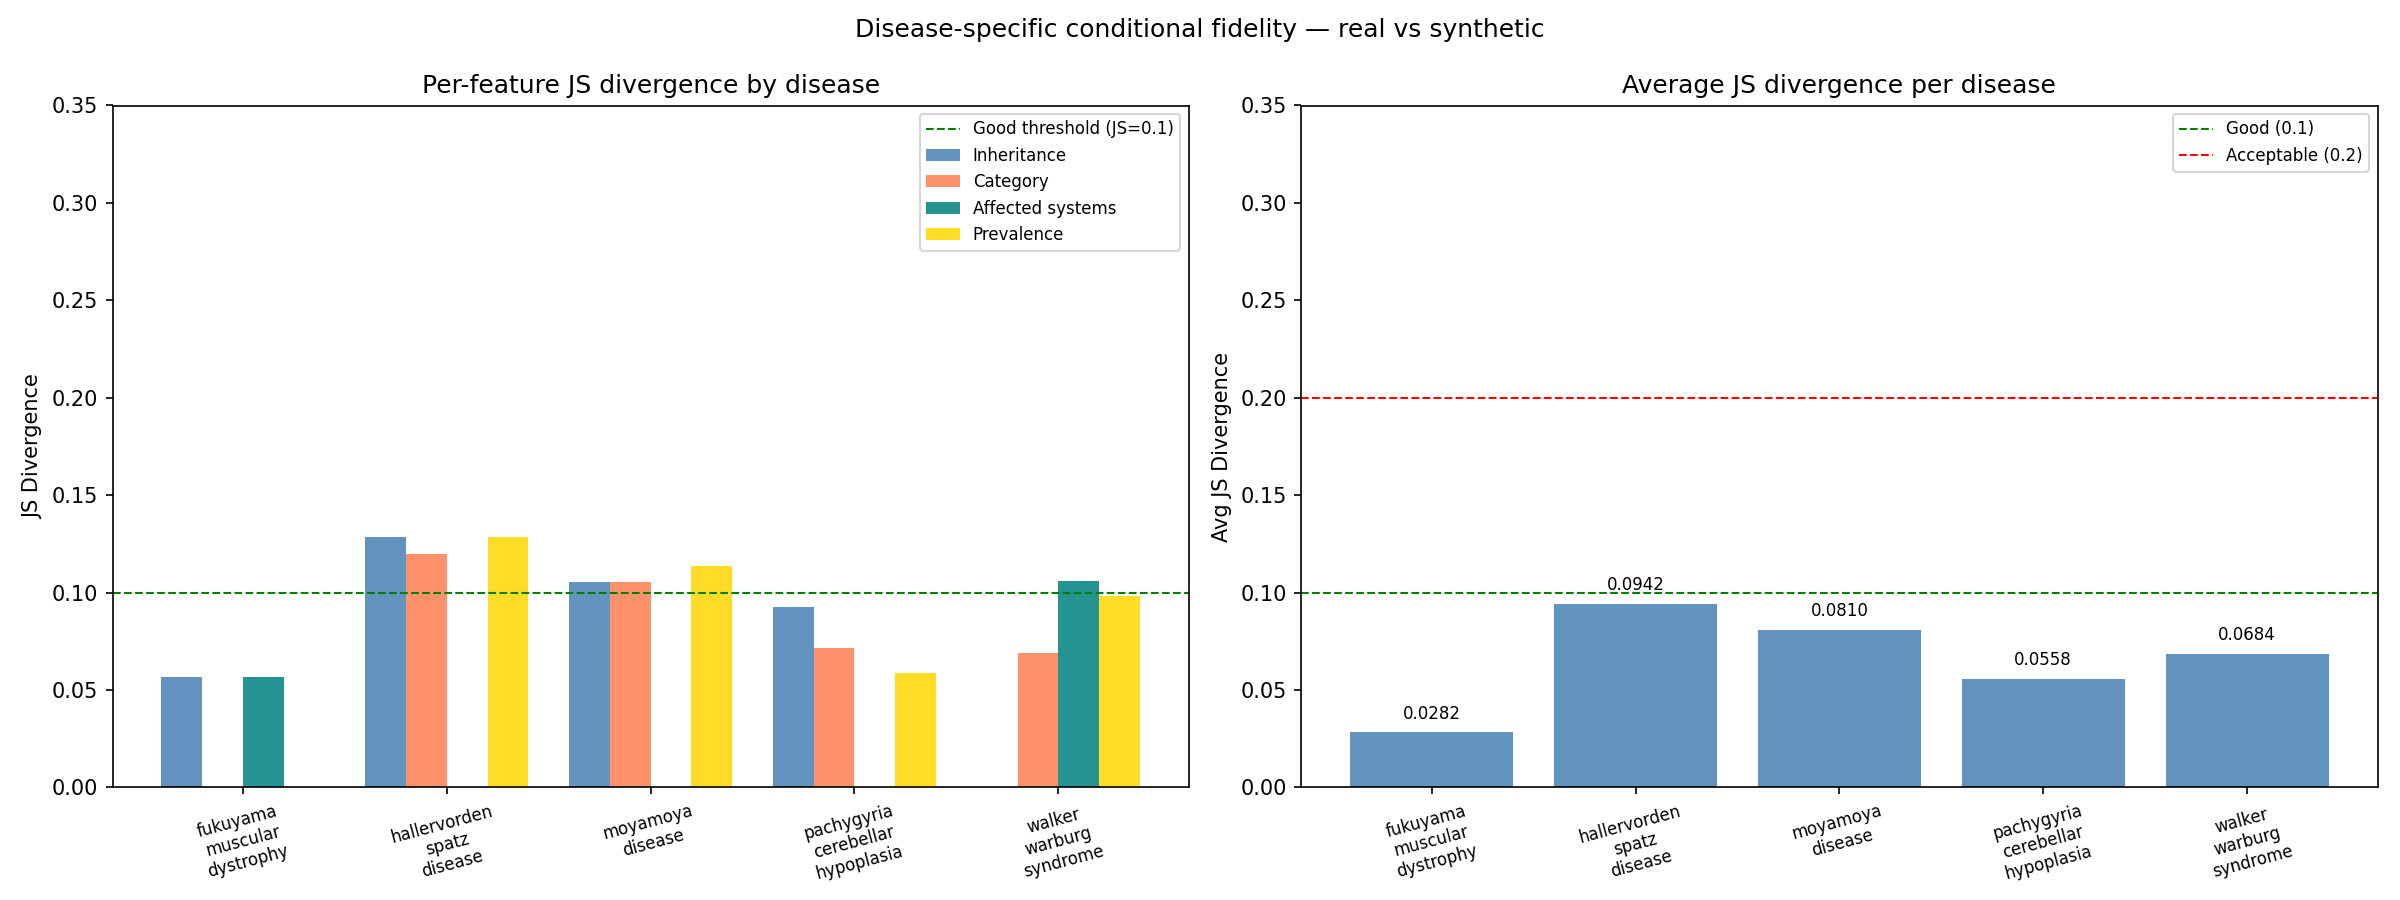 Disease-specific conditional fidelity — real vs synthetic
Per-feature JS divergence by disease
JS Divergence
0.35
0.30
0.25
0.20
0.15
0.10
0.05
0.00
Good threshold (JS=0.1)
Inheritance
Category
Affected systems
Prevalence
fukuyama
muscular
dystrophy
hallervorden
spatz
disease
moyamoya
disease
pachygyria
cerebellar
hypoplasia
walker
warburg
syndrome
Average JS divergence per disease
Avg JS Divergence
0.35
0.30
0.25
0.20
0.15
0.10
0.05
0.00
Good (0.1)
Acceptable (0.2)
0.0282
0.0942
0.0810
0.0558
0.0684
fukuyama
muscular
dystrophy
hallervorden
spatz
disease
moyamoya
disease
pachygyria
cerebellar
hypoplasia
walker
warburg
syndrome